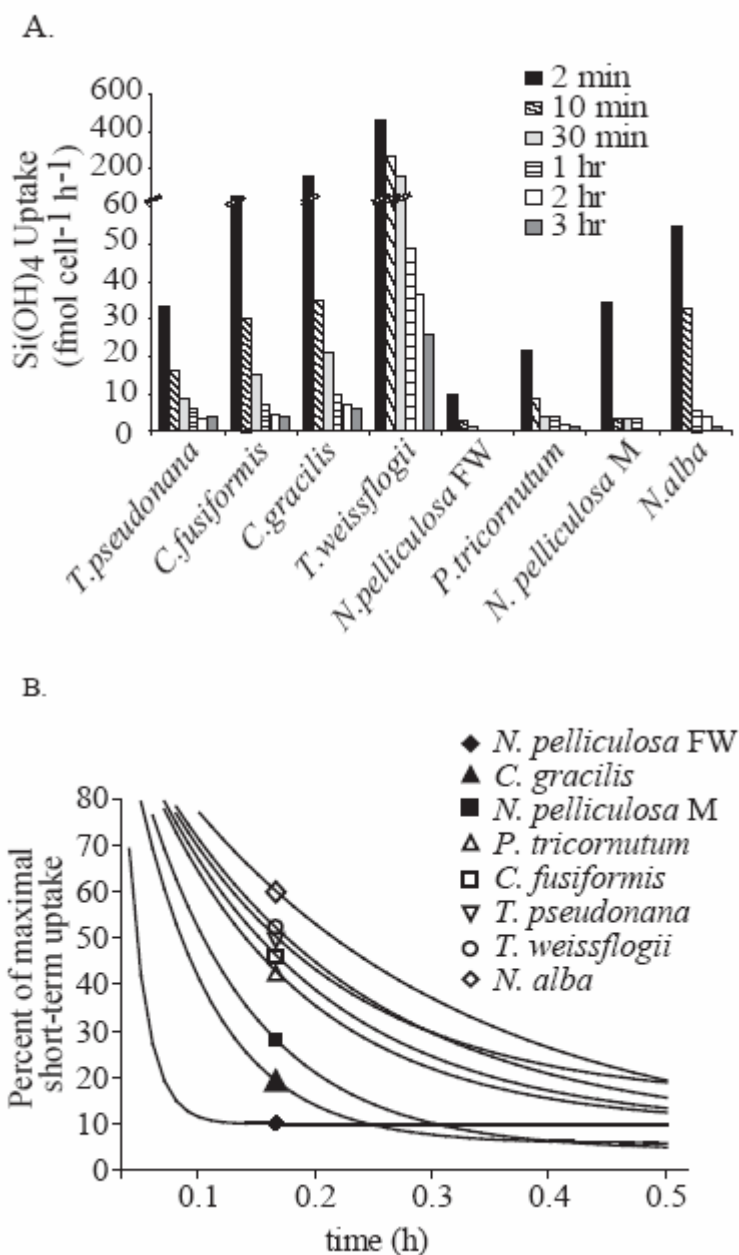 A.
Si(OH)4 Uptake
(fmol cell-1 h-1)
600
400
200
60
50
40
30
20
10
0
2 min
10 min
30 min
1 hr
2 hr
3 hr
T.pseudonana
C.fusiformis
C.gracilis
T.weissflogii
N.pelliculosa FW
P.tricornutum
N. pelliculosa M
N.alba
B.
Percent of maximal
short-term uptake
80
70
60
50
40
30
20
10
0
N. pelliculosa FW
C. gracilis
N. pelliculosa M
P. tricornutum
C. fusiformis
T. pseudonana
T. weissflogii
N. alba
0.1
0.2
0.3
0.4
0.5
time (h)